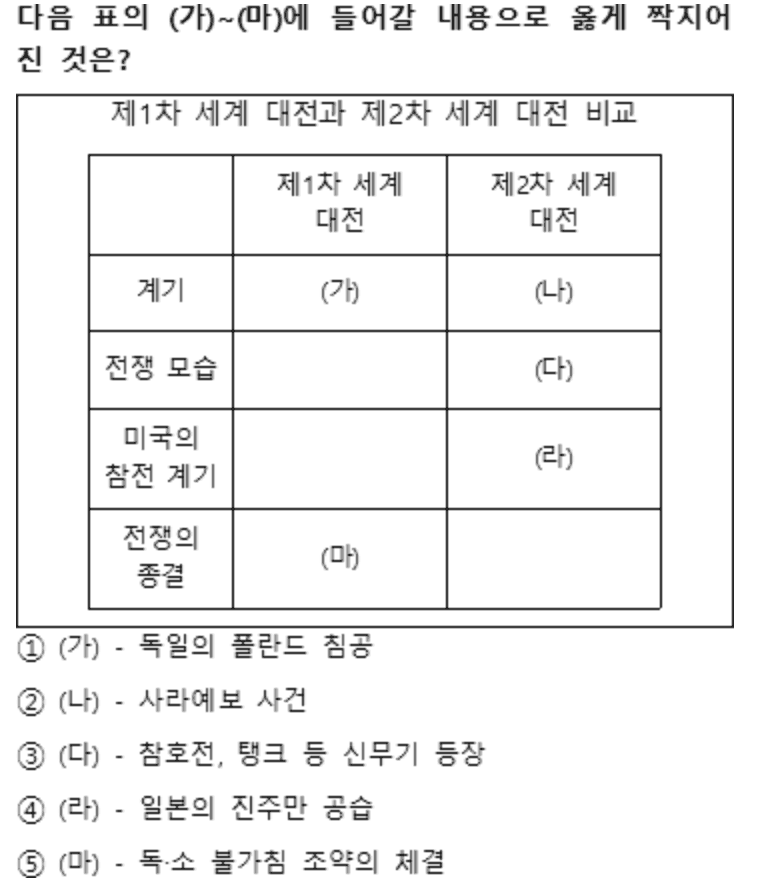 다음 표의 (가)~(마)에 들어갈 내용으로 옳게 짝지어
진 것은?
제1차 세계 대전과 제2차 세계 대전 비교
제1차 세계 대전 제2차 세계 대전
계기 (가) (나)
전쟁 모습 (다)
미국의 참전 계기 (라)
전쟁의 종결 (마)
① (가) - 독일의 폴란드 침공
② (나) - 사라예보 사건
③ (다) - 참호전, 탱크 등 신무기 등장
④ (라) - 일본의 진주만 공습
⑤ (마) - 독·소 불가침 조약의 체결